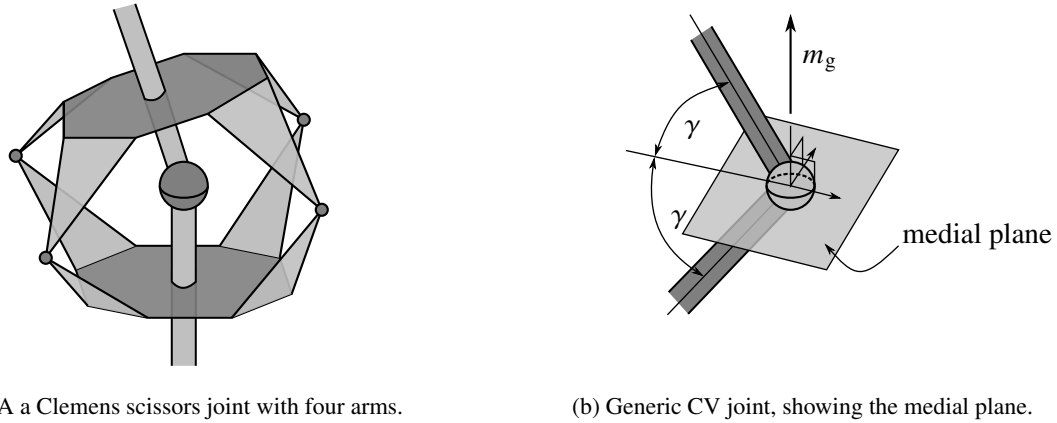 m_g
γ
γ
medial plane
A a Clemens scissors joint with four arms.
(b) Generic CV joint, showing the medial plane.